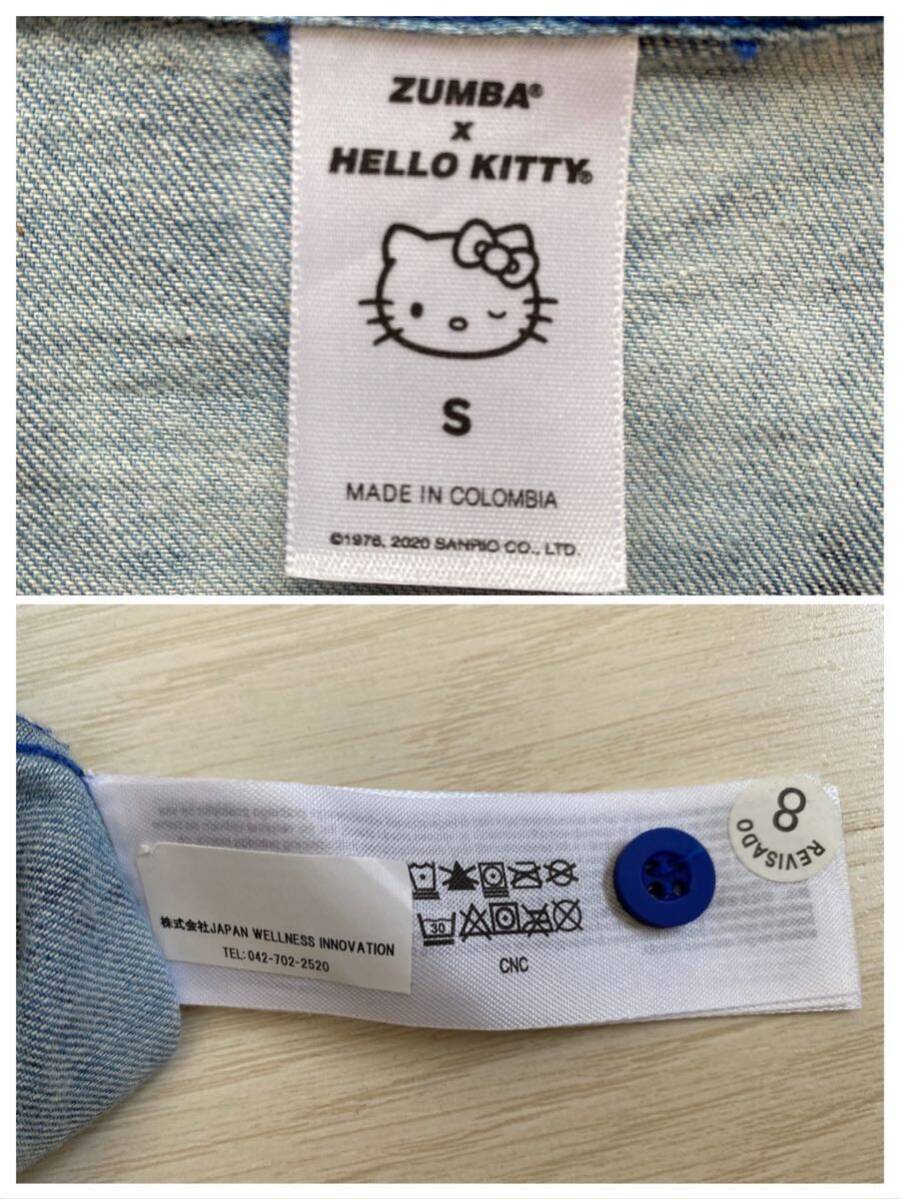 ZUMBA®
X
HELLO KITTY®
S
MADE IN COLOMBIA
©1976, 2020 SANRIO CO., LTD.
株式会社JAPAN WELLNESS INNOVATION
TEL:042-702-2520
30
CNC
8
REVISADO